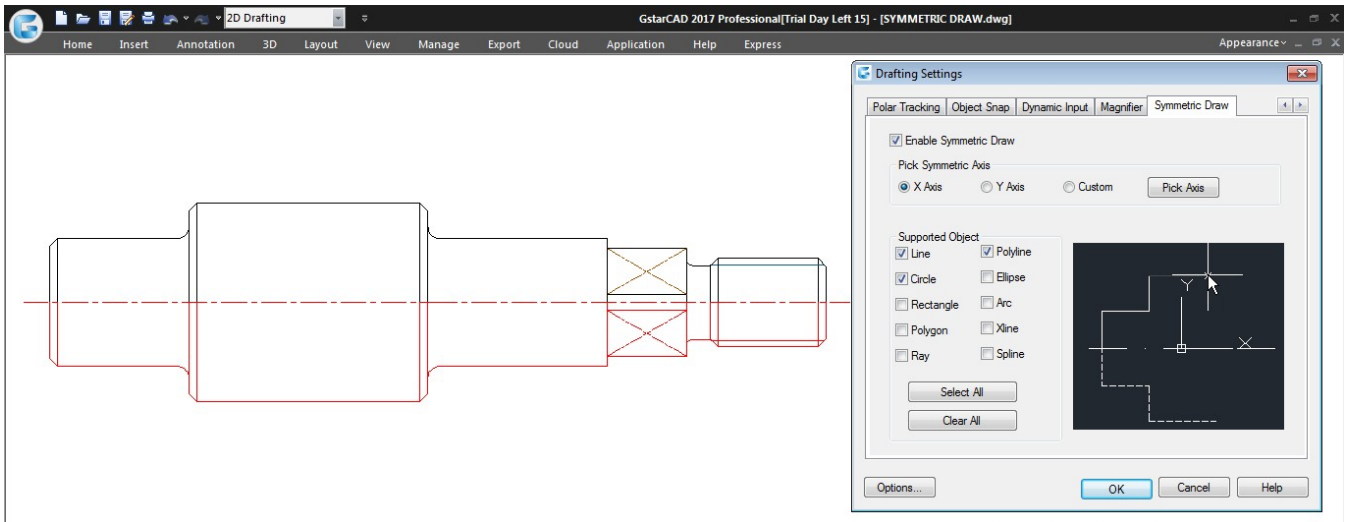 2D Drafting GstarCAD 2017 Professional[Trial Day Left 15] - [SYMMETRIC DRAW.dwg]
Home Insert Annotation 3D Layout View Manage Export Cloud Application Help Express Appearance
Drafting Settings
Polar Tracking Object Snap Dynamic Input Magnifier Symmetric Draw
Enable Symmetric Draw
Pick Symmetric Axis
X Axis Y Axis Custom Pick Axis
Supported Object
Line Polyline
Circle Ellipse
Rectangle Arc
Polygon Xline
Ray Spline
Select All
Clear All
Y
X
Options... OK Cancel Help